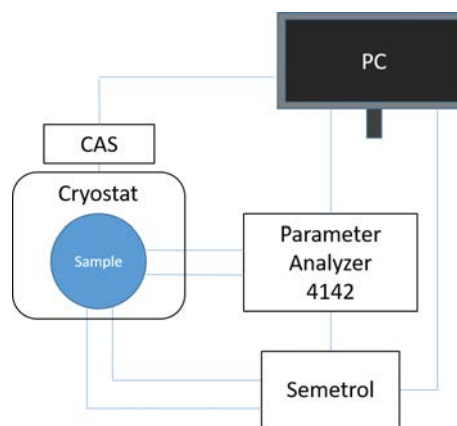 PC
CAS
Cryostat
Sample
Parameter
Analyzer
4142
Semetrol